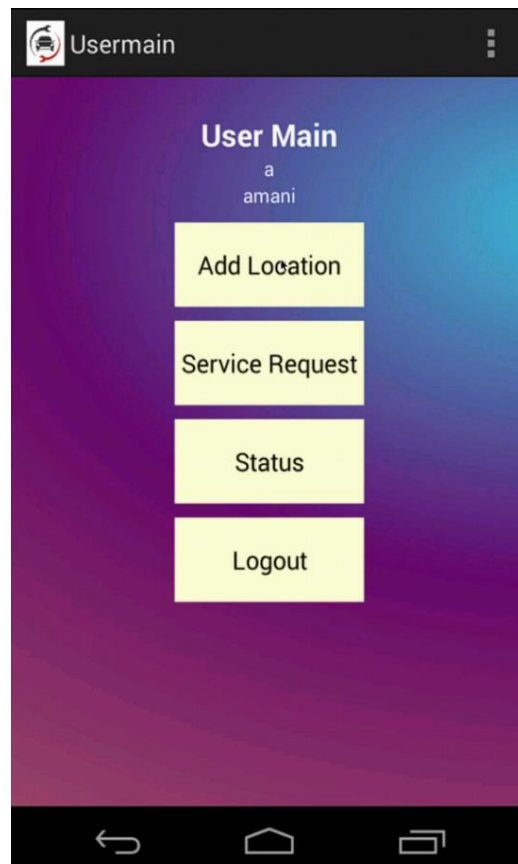 Usermain
User Main
a
amani
Add Location
Service Request
Status
Logout